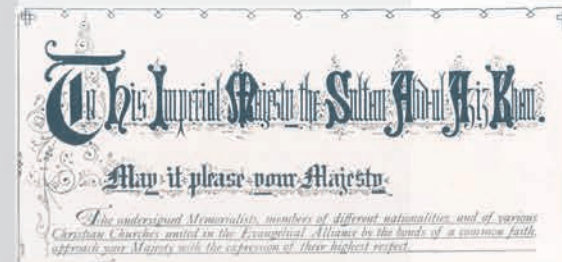 To His Imperial Majesty the Sultan Abd-ul Aziz Khan.
May it please your Majesty.
The undersigned Memorialists, members of different nationalities, and of various
Christian Churches united in the Evangelical Alliance by the bonds of a common faith,
approach your Majesty with the expression of their highest respect.